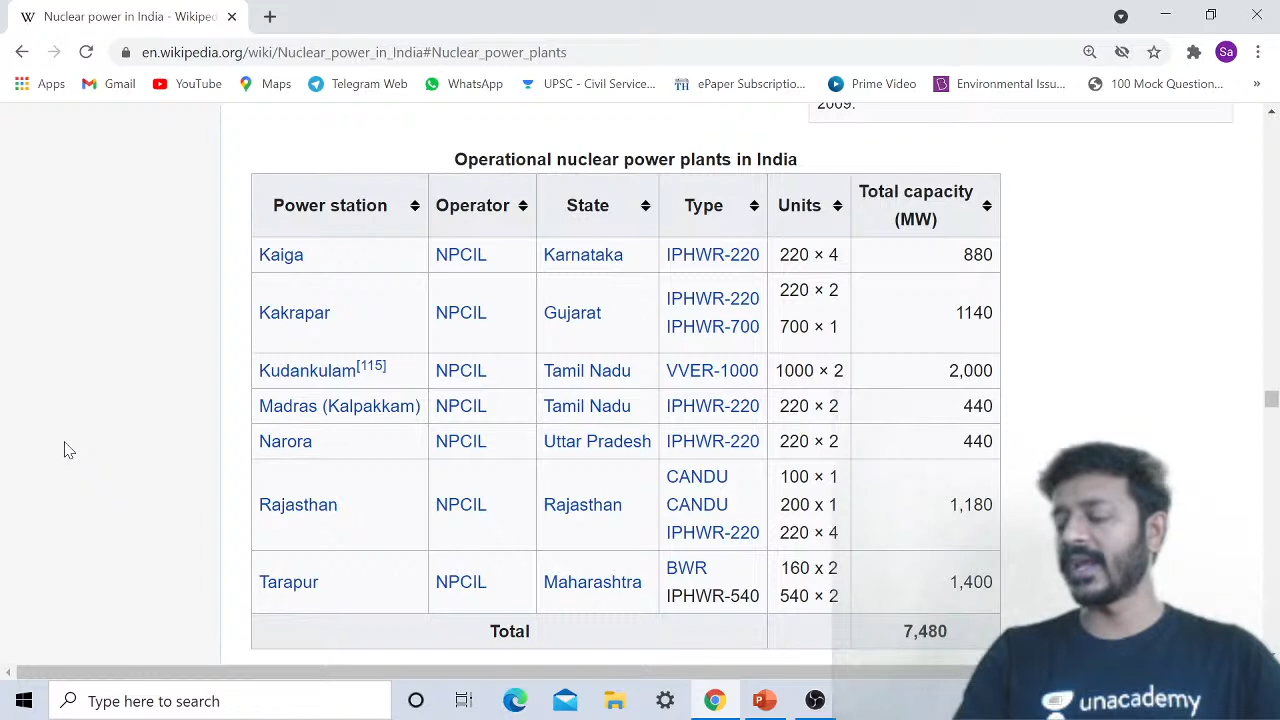 Nuclear power in India - Wikiped
en.wikipedia.org/wiki/Nuclear_power_in_India#Nuclear_power_plants
Sa
Apps Gmail YouTube Maps Telegram Web WhatsApp UPSC - Civil Service... TH ePaper Subscriptio... Prime Video Environmental Issu... 100 Mock Question... »
2009.
Operational nuclear power plants in India
Power station Operator State Type Units Total capacity
(MW)
Kaiga NPCIL Karnataka IPHWR-220 220 × 4 880
Kakrapar NPCIL Gujarat IPHWR-220 220 × 2 1140
IPHWR-700 700 × 1
Kudankulam[115] NPCIL Tamil Nadu VVER-1000 1000 × 2 2,000
Madras (Kalpakkam) NPCIL Tamil Nadu IPHWR-220 220 × 2 440
Narora NPCIL Uttar Pradesh IPHWR-220 220 × 2 440
Rajasthan NPCIL Rajasthan CANDU 100 × 1 1,180
CANDU 200 x 1
IPHWR-220 220 × 4
Tarapur NPCIL Maharashtra BWR 160 x 2 1,400
IPHWR-540 540 × 2
Total 7,480
unacademy
Type here to search